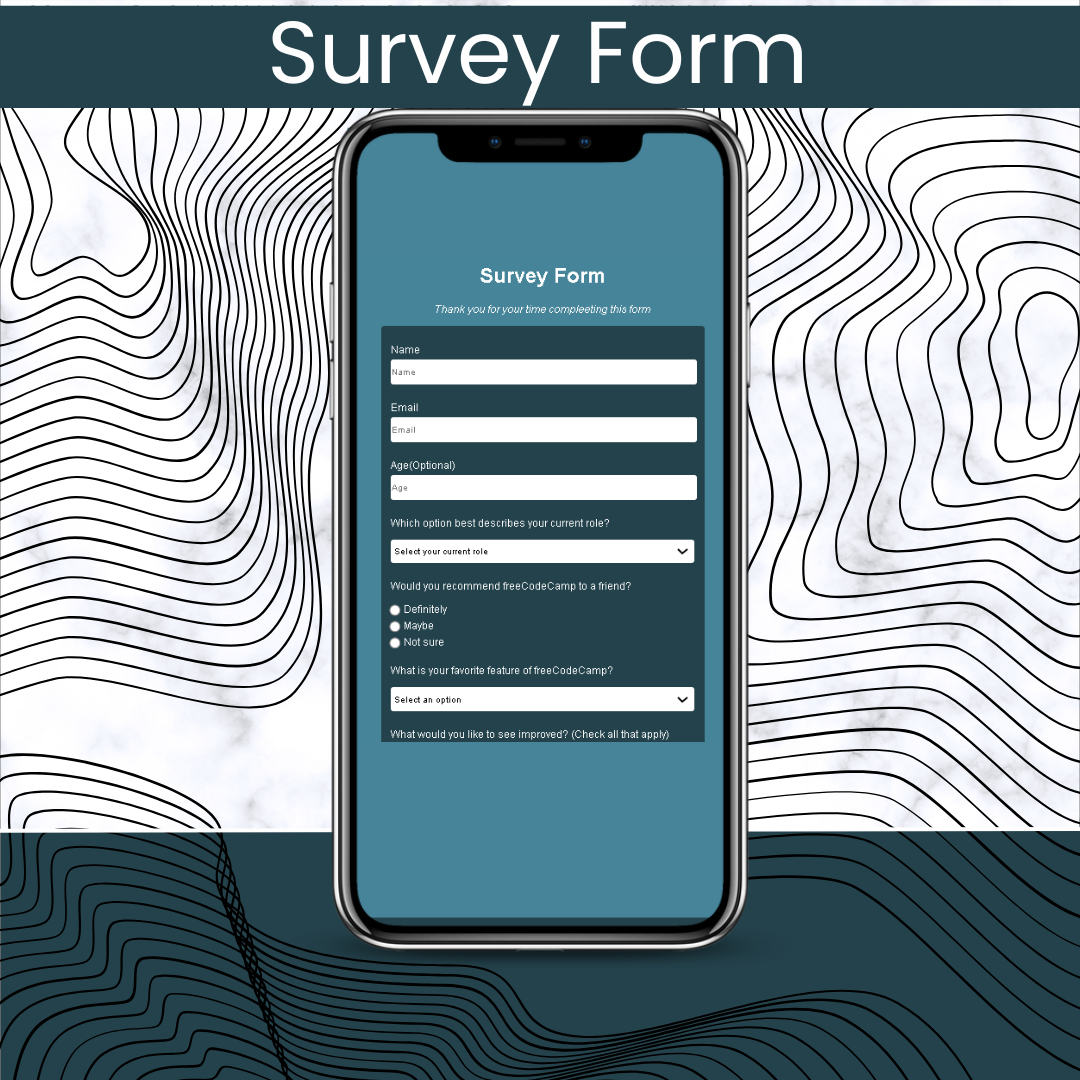 Survey Form
Survey Form
Thank you for your time compleeting this form
Name
Name
Email
Email
Age(Optional)
Age
Which option best describes your current role?
Select your current role
Would you recommend freeCodeCamp to a friend?
Definitely
Maybe
Not sure
What is your favorite feature of freeCodeCamp?
Select an option
What would you like to see improved? (Check all that apply)